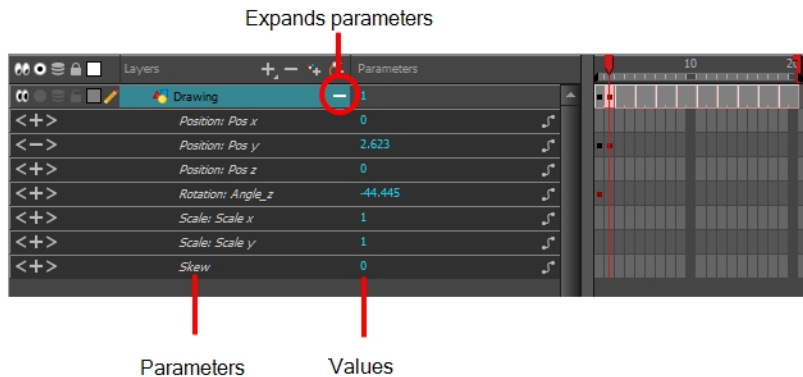 Expands parameters
Layers Parameters 10
Drawing 1
<+> Position: Pos x 0
<-> Position: Pos y 2.623
<+> Position: Pos z 0
<+> Rotation: Angle_z -44.445
<+> Scale: Scale x 1
<+> Scale: Scale y 1
<+> Skew 0
Parameters Values